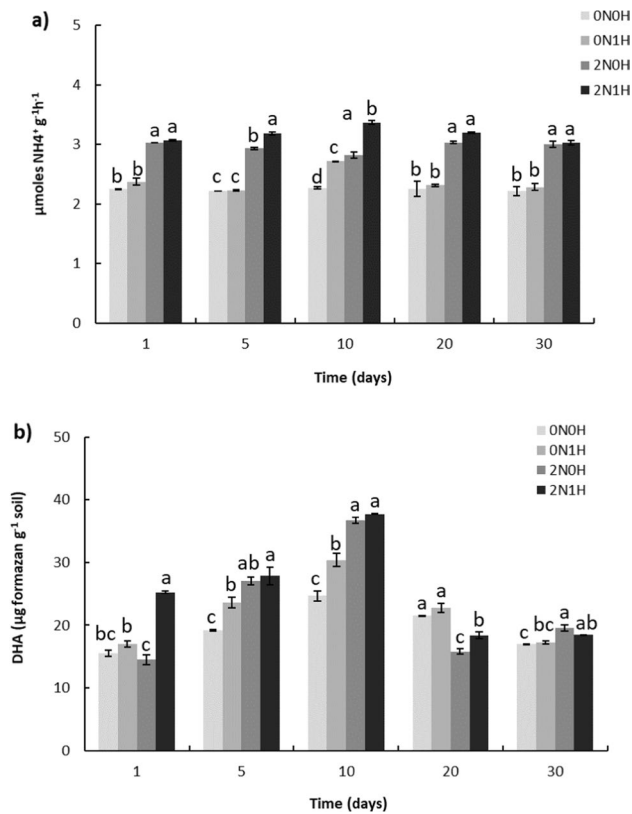 a)
5
4
3
2
1
0
µmoles NH4⁺ g⁻¹h⁻¹
0N0H
0N1H
2N0H
2N1H
b b a a
c c b a
d c a b
b b a a
b b a a
1 5 10 20 30
Time (days)
b)
50
40
30
20
10
0
DHA (µg formazan g⁻¹ soil)
0N0H
0N1H
2N0H
2N1H
bc b c a
c b ab a
c b a a
a a c b
c bc a ab
1 5 10 20 30
Time (days)